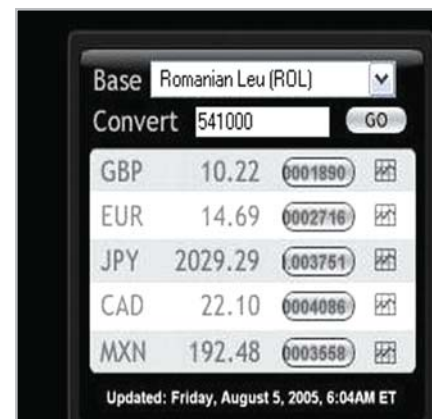 Base Romanian Leu (ROL)
Convert 541000 GO
GBP 10.22 0001890
EUR 14.69 0002716
JPY 2029.29 .003751
CAD 22.10 0004086
MXN 192.48 0003558
Updated: Friday, August 5, 2005, 6:04AM ET